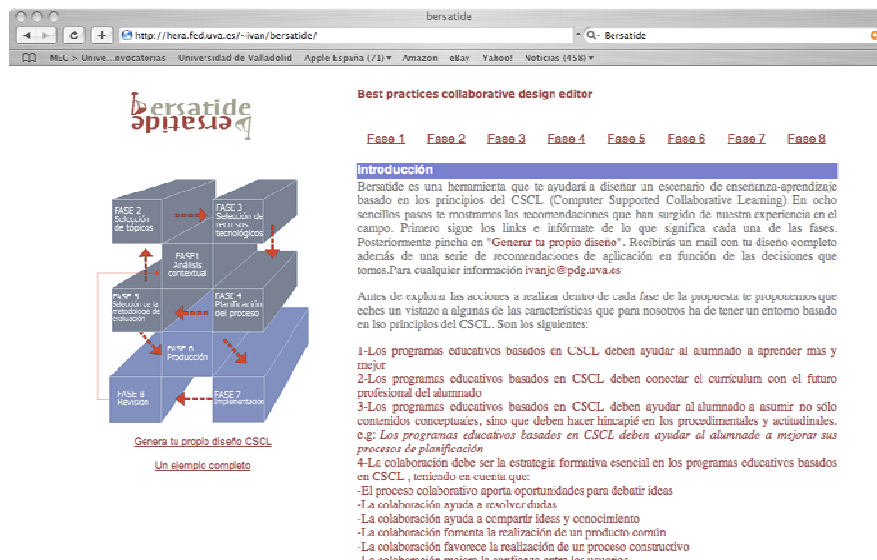 bersatide
http://hera.fed.uva.es/~ivan/bersatide/
Bersatide
MEC > Unive...nvocatorias Universidad de Valladolid Apple España (71) Amazon eBay Yahoo! Noticias (458)
bersatide
bersatide
Best practices collaborative design editor
Fase 1 Fase 2 Fase 3 Fase 4 Fase 5 Fase 6 Fase 7 Fase 8
FASE 2
Selección
de tópicos
FASE 3
Selección de
recursos
tecnológicos
FASE1
Análisis
contextual
FASE 5
Selección de la
metodología de
evaluación
FASE 4
Planificación
del proceso
FASE 6
Producción
FASE 8
Revisión
FASE 7
Implementación
Genera tu propio diseño CSCL
Un ejemplo completo
Introducción
Bersatide es una herramienta que te ayudará a diseñar un escenario de enseñanza-aprendizaje
basado en los principios del CSCL (Computer Supported Collaborative Learning). En ocho
sencillos pasos te mostramos las recomendaciones que han surgido de nuestra experiencia en el
campo. Primero sigue los links e infórmate de lo que significa cada una de las fases.
Posteriormente pincha en "Generar tu propio diseño". Recibirás un mail con tu diseño completo
además de una serie de recomendaciones de aplicación en función de las decisiones que
tomes.Para cualquier información ivanjc@pdg.uva.es
Antes de explorar las acciones a realizar dentro de cada fase de la propuesta te proponemos que
eches un vistazo a algunas de las características que para nosotros ha de tener un entorno basado
en lso principios del CSCL. Son los siguientes:
1-Los programas educativos basados en CSCL deben ayudar al alumnado a aprender más y
mejor
2-Los programas educativos basados en CSCL deben conectar el currículum con el futuro
profesional del alumnado
3-Los programas educativos basados en CSCL deben ayudar al alumnado a asumir no sólo
contenidos conceptuales, sino que deben hacer hincapié en los procedimentales y actitudinales.
e.g: Los programas educativos basados en CSCL deben ayudar al alumnado a mejorar sus
procesos de planificación
4-La colaboración debe ser la estrategia formativa esencial en los programas educativos basados
en CSCL , teniendo en cuenta que:
-El proceso colaborativo aporta oportunidades para debatir ideas
-La colaboración ayuda a resolver dudas
-La colaboración ayuda a compartir ideas y conocimiento
-La colaboración fomenta la realización de un producto común
-La colaboración favorece la realización de un proceso constructivo
-La colaboración mejora la confianza entre los usuarios